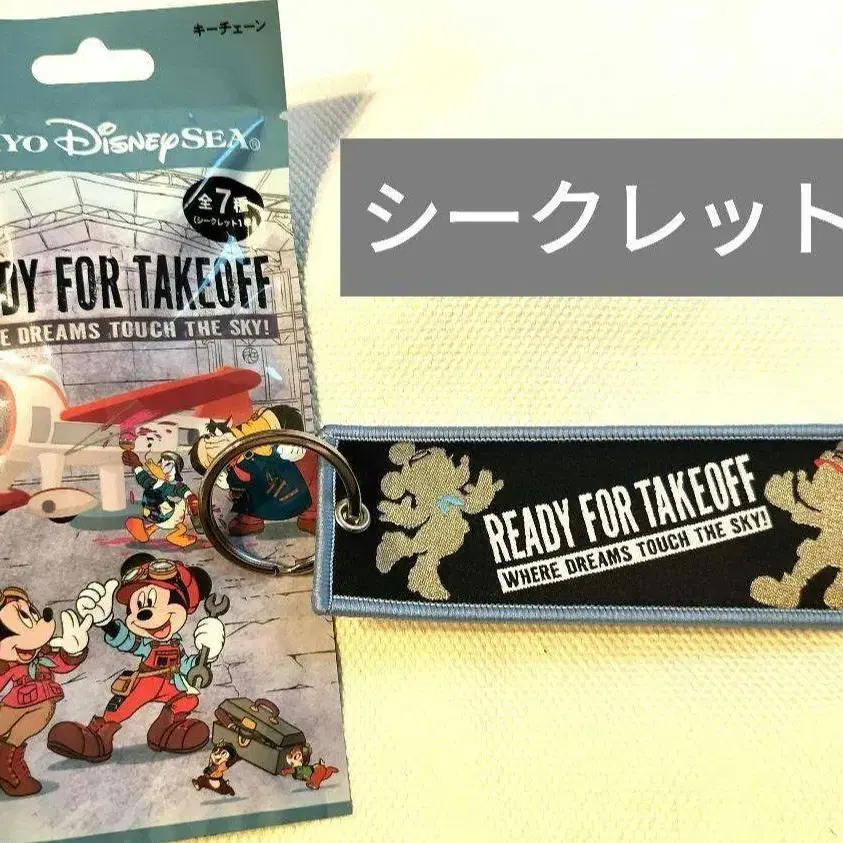 キーチェーン
YO DISNEYSEA®
全7種
(シークレット1種)
DY FOR TAKEOFF
E DREAMS TOUCH THE SKY!
シークレット
READY FOR TAKEOFF
WHERE DREAMS TOUCH THE SKY!